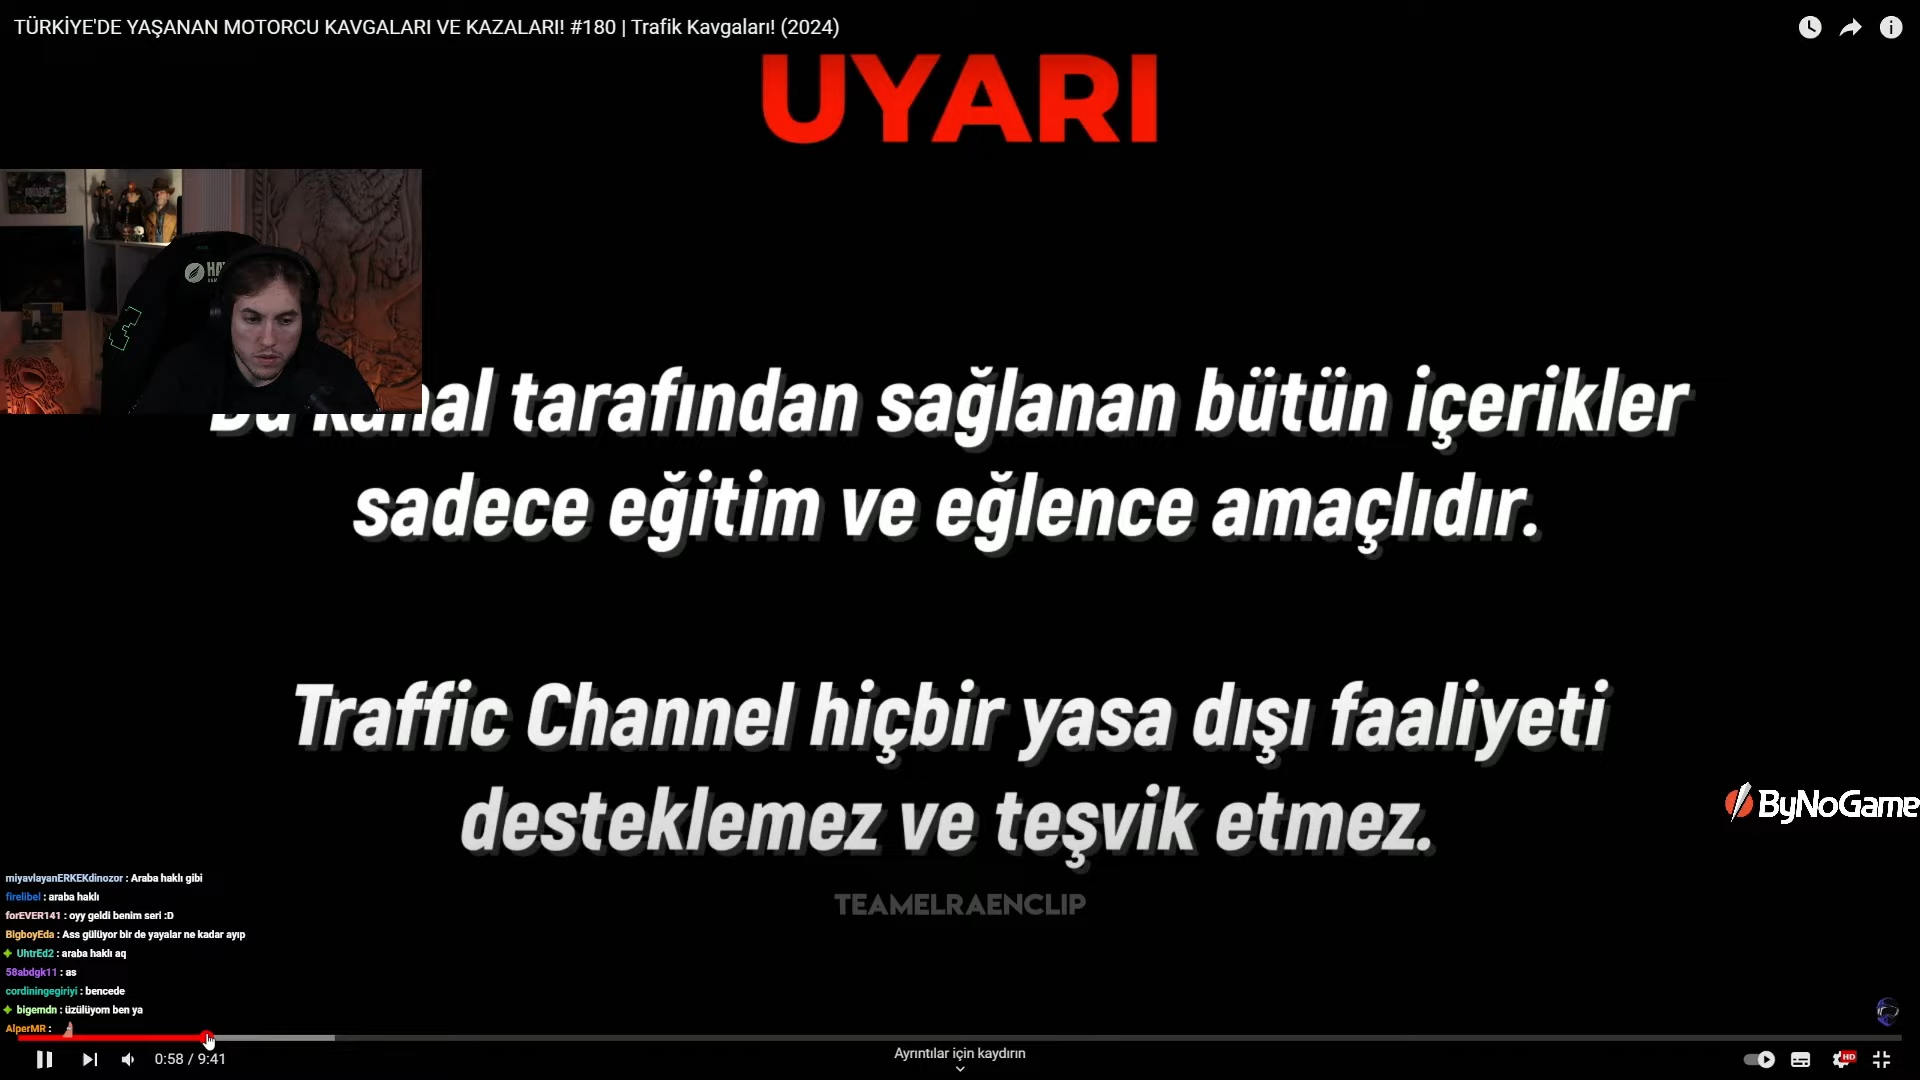 TÜRKİYE'DE YAŞANAN MOTORCU KAVGALARI VE KAZALARI! #180 | Trafik Kavgaları! (2024)
UYARI
tarafından sağlanan bütün içerikler
sadece eğitim ve eğlence amaçlıdır.
Traffic Channel hiçbir yasa dışı faaliyeti
desteklemez ve teşvik etmez.
ByNoGame
TEAMELRAENCLIP
miyavlayanERKEKdinozor : Araba haklı gibi
firelibel : araba haklı
forEVER141 : oyy geldi benim seri :D
BigboyEda : Ass gülüyor bir de yayalar ne kadar ayıp
UhtrEd2 : araba haklı aq
58abdgk11 : as
cordiningegiriyi : bencede
bigemdn : üzülüyom ben ya
AlperMR :
0:58 / 9:41
Ayrıntılar için kaydırın
HD